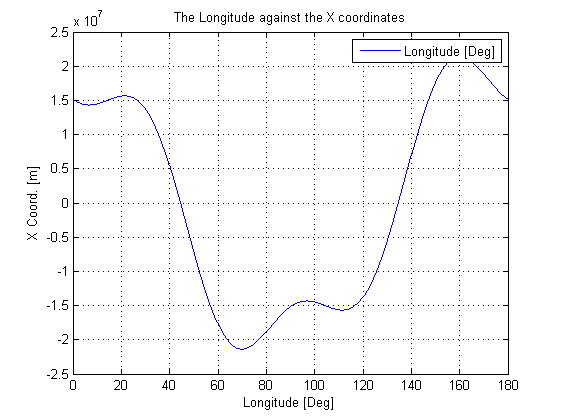 The Longitude against the X coordinates
x 10^7
Longitude [Deg]
2.5
2
1.5
1
0.5
0
-0.5
-1
-1.5
-2
-2.5
X Coord. [m]
0 20 40 60 80 100 120 140 160 180
Longitude [Deg]